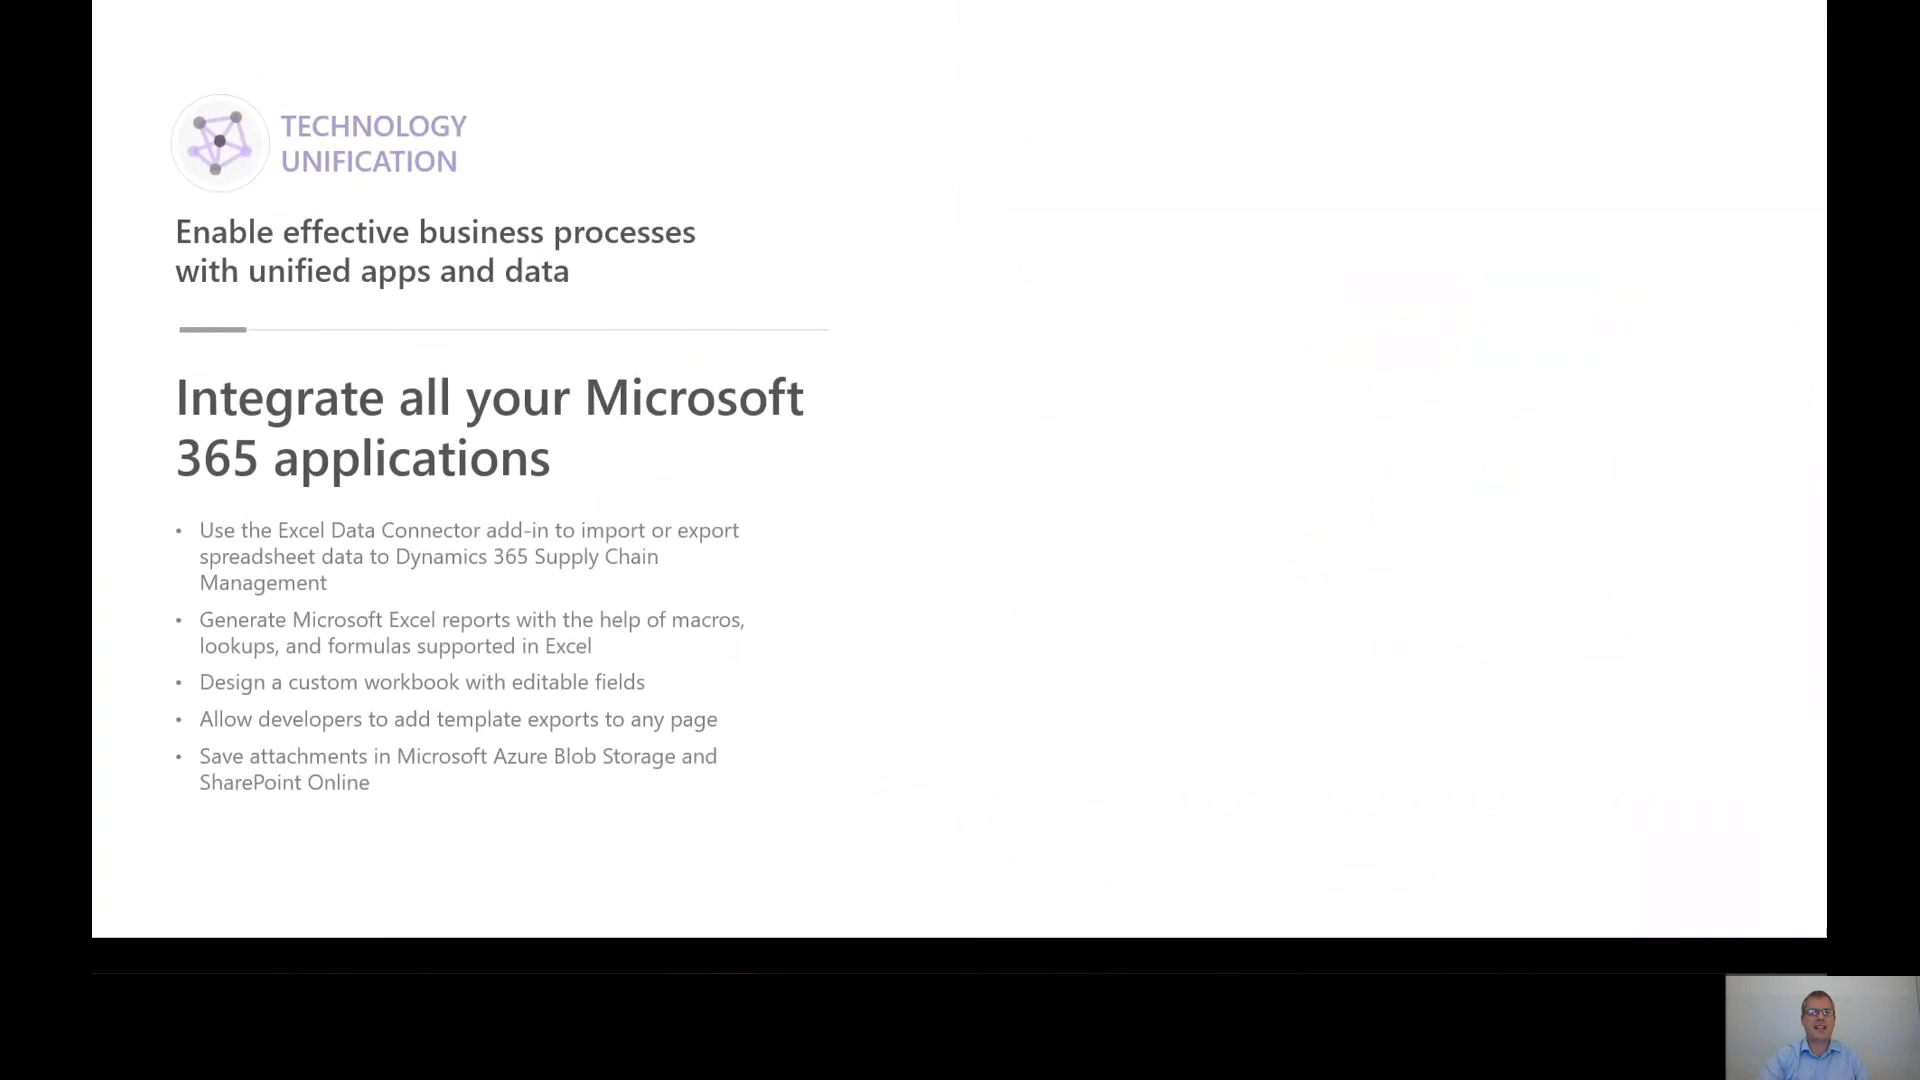 TECHNOLOGY
UNIFICATION
Enable effective business processes
with unified apps and data
Integrate all your Microsoft
365 applications
• Use the Excel Data Connector add-in to import or export
spreadsheet data to Dynamics 365 Supply Chain
Management
• Generate Microsoft Excel reports with the help of macros,
lookups, and formulas supported in Excel
• Design a custom workbook with editable fields
• Allow developers to add template exports to any page
• Save attachments in Microsoft Azure Blob Storage and
SharePoint Online